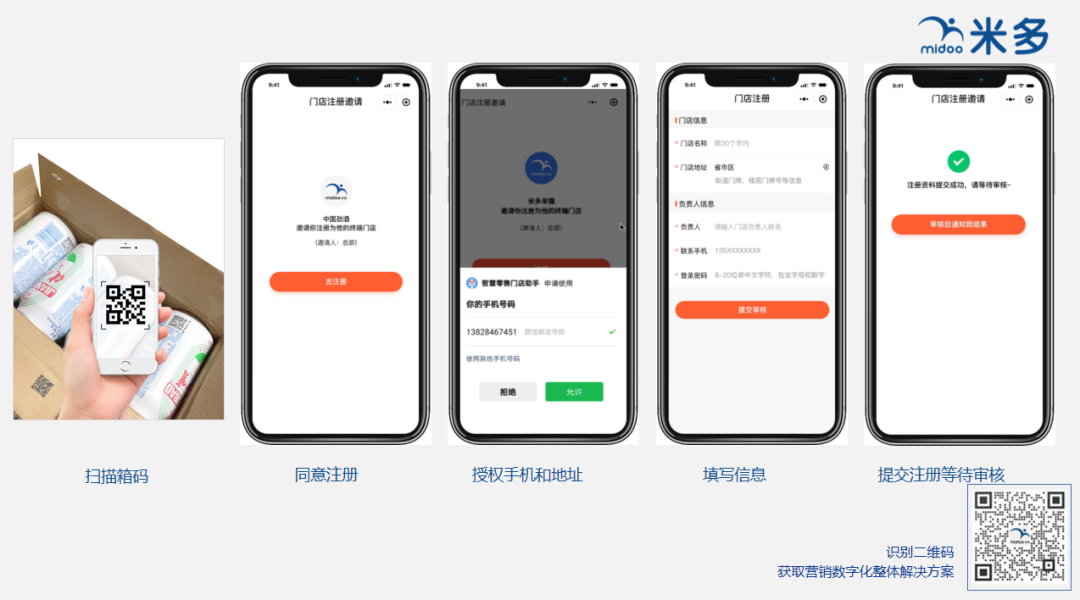 midoo 米多
9:41
门店注册邀请
中国劲酒
邀请你注册为他的终端门店
(邀请人: 总部)
去注册
9:41
门店注册邀请
米多来福
邀请你注册为他的终端门店
(邀请人: 总部)
智慧零售门店助手 申请使用
你的手机号码
13828467451 微信绑定号码
使用其他手机号码
拒绝 允许
9:41
门店注册
门店信息
* 门店名称 限30个字内
* 门店地址 省市区
街道门牌、楼层门牌号等信息
负责人信息
* 负责人 请输入门店负责人姓名
* 联系手机 135XXXXXXXX
* 登录密码 8-20位非中文字符,包含字母和数字
提交审核
9:41
门店注册邀请
注册资料提交成功,请等待审核~
审核后通知我结果
扫描箱码
同意注册
授权手机和地址
填写信息
提交注册等待审核
识别二维码
获取营销数字化整体解决方案